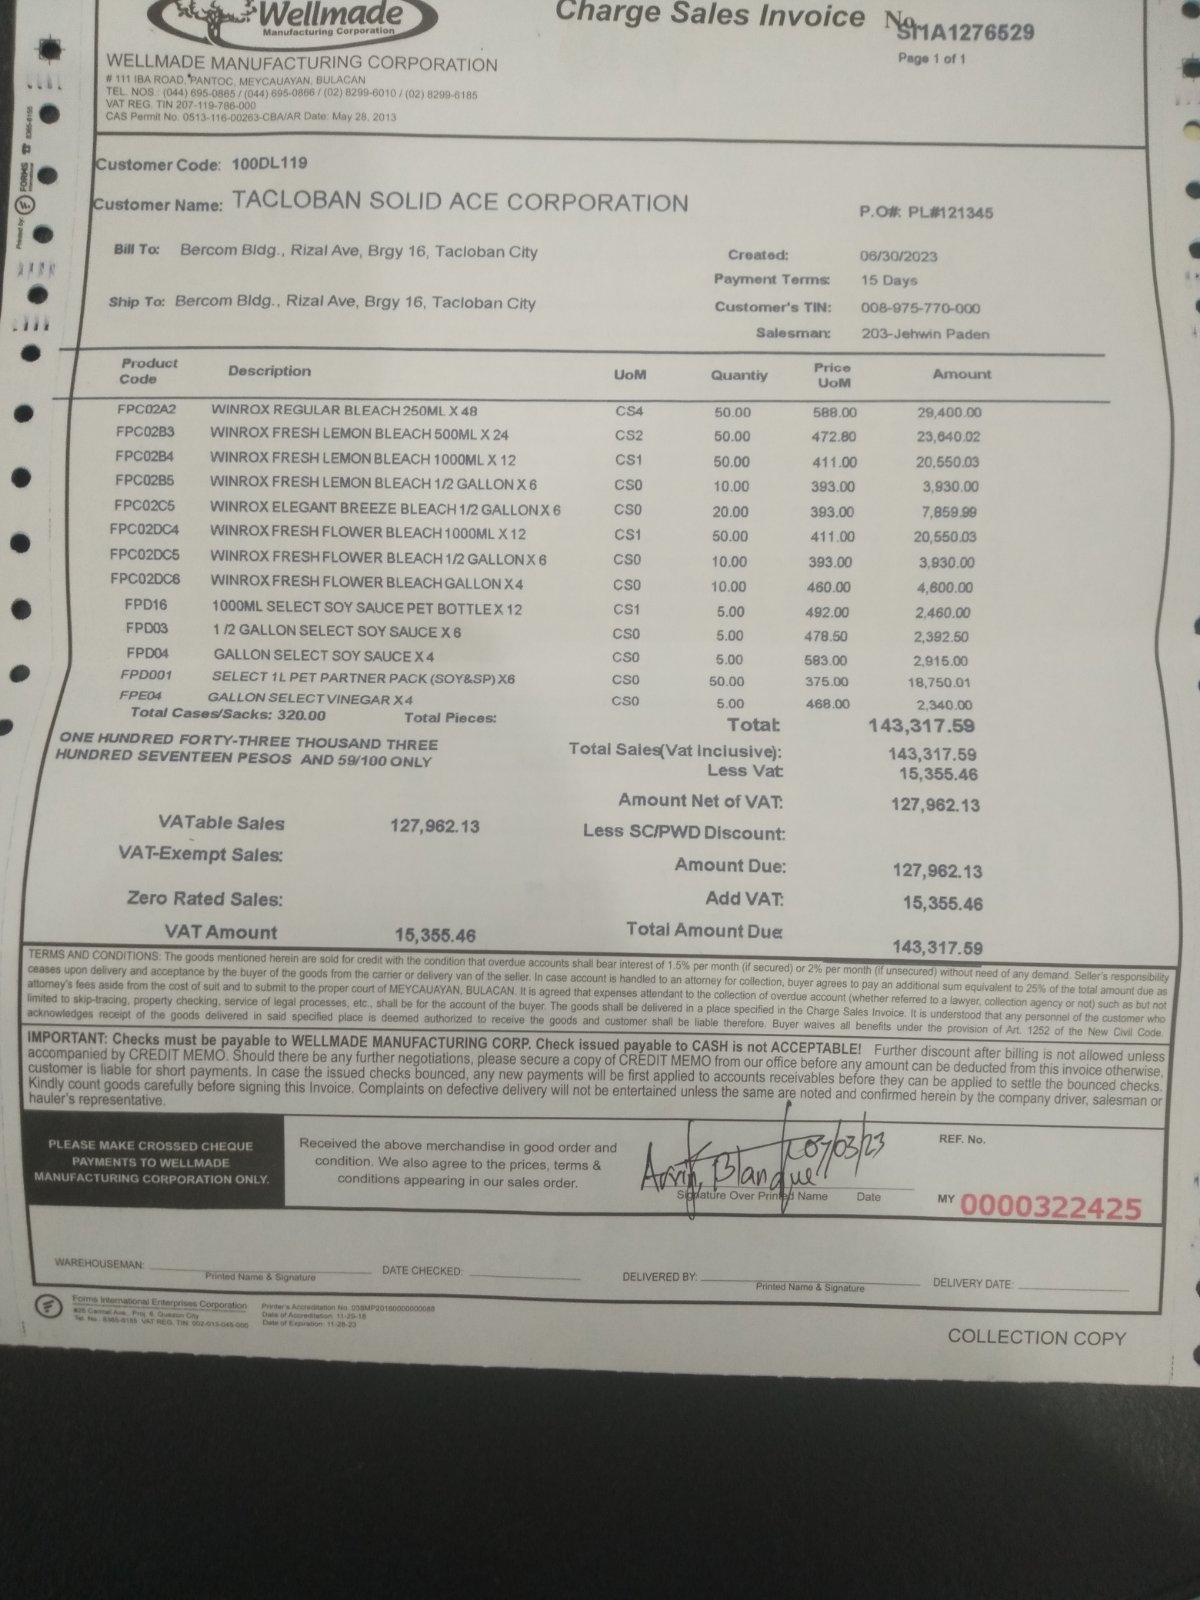 Wellmade
Manufacturing Corporation
Charge Sales Invoice No. SMA1276529
Page 1 of 1
WELLMADE MANUFACTURING CORPORATION
# 111 IBA ROAD, PANTOC, MEYCAUAYAN, BULACAN
TEL. NOS.: (044) 695-0865 / (044) 695-0866 / (02) 8299-6010 / (02) 8299-6185
VAT REG. TIN 207-119-786-000
CAS Permit No. 0513-116-00263-CBA/AR Date: May 28, 2013
Customer Code: 100DL119
Customer Name: TACLOBAN SOLID ACE CORPORATION
P.O#: PL#121345
Bill To: Bercom Bldg., Rizal Ave, Brgy 16, Tacloban City
Created: 06/30/2023
Payment Terms: 15 Days
Ship To: Bercom Bldg., Rizal Ave, Brgy 16, Tacloban City
Customer's TIN: 008-975-770-000
Salesman: 203-Jehwin Paden
Product Code Description UoM Quantiy Price UoM Amount
FPC02A2 WINROX REGULAR BLEACH 250ML X 48 CS4 50.00 588.00 29,400.00
FPC02B3 WINROX FRESH LEMON BLEACH 500ML X 24 CS2 50.00 472.80 23,640.02
FPC02B4 WINROX FRESH LEMON BLEACH 1000ML X 12 CS1 50.00 411.00 20,550.03
FPC02B5 WINROX FRESH LEMON BLEACH 1/2 GALLON X 6 CS0 10.00 393.00 3,930.00
FPC02C5 WINROX ELEGANT BREEZE BLEACH 1/2 GALLON X 6 CS0 20.00 393.00 7,859.99
FPC02DC4 WINROX FRESH FLOWER BLEACH 1000ML X 12 CS1 50.00 411.00 20,550.03
FPC02DC5 WINROX FRESH FLOWER BLEACH 1/2 GALLON X 6 CS0 10.00 393.00 3,930.00
FPC02DC6 WINROX FRESH FLOWER BLEACH GALLON X 4 CS0 10.00 460.00 4,600.00
FPD16 1000ML SELECT SOY SAUCE PET BOTTLE X 12 CS1 5.00 492.00 2,460.00
FPD03 1 /2 GALLON SELECT SOY SAUCE X 6 CS0 5.00 478.50 2,392.50
FPD04 GALLON SELECT SOY SAUCE X 4 CS0 5.00 583.00 2,915.00
FPD001 SELECT 1L PET PARTNER PACK (SOY&SP) X6 CS0 50.00 375.00 18,750.01
FPE04 GALLON SELECT VINEGAR X 4 CS0 5.00 468.00 2,340.00
Total Cases/Sacks: 320.00 Total Pieces: Total: 143,317.59
ONE HUNDRED FORTY-THREE THOUSAND THREE
HUNDRED SEVENTEEN PESOS AND 59/100 ONLY
Total Sales(Vat Inclusive): 143,317.59
Less Vat: 15,355.46
Amount Net of VAT: 127,962.13
VATable Sales 127,962.13
Less SC/PWD Discount:
VAT-Exempt Sales:
Amount Due: 127,962.13
Zero Rated Sales:
Add VAT: 15,355.46
VAT Amount 15,355.46
Total Amount Due: 143,317.59
TERMS AND CONDITIONS: The goods mentioned herein are sold for credit with the condition that overdue accounts shall bear interest of 1.5% per month (if secured) or 2% per month (if unsecured) without need of any demand. Seller's responsibility
ceases upon delivery and acceptance by the buyer of the goods from the carrier or delivery van of the seller. In case account is handled to an attorney for collection, buyer agrees to pay an additional sum equivalent to 25% of the total amount due as
attorney's fees aside from the cost of suit and to submit to the proper court of MEYCAUAYAN, BULACAN. It is agreed that expenses attendant to the collection of overdue account (whether referred to a lawyer, collection agency or not) such as but not
limited to skip-tracing, property checking, service of legal processes, etc., shall be for the account of the buyer. The goods shall be delivered in a place specified in the Charge Sales Invoice. It is understood that any personnel of the customer who
acknowledges receipt of the goods delivered in said specified place is deemed authorized to receive the goods and customer shall be liable therefore. Buyer waives all benefits under the provision of Art. 1252 of the New Civil Code.
IMPORTANT: Checks must be payable to WELLMADE MANUFACTURING CORP. Check issued payable to CASH is not ACCEPTABLE! Further discount after billing is not allowed unless
accompanied by CREDIT MEMO. Should there be any further negotiations, please secure a copy of CREDIT MEMO from our office before any amount can be deducted from this invoice otherwise,
customer is liable for short payments. In case the issued checks bounced, any new payments will be first applied to accounts receivables before they can be applied to settle the bounced checks.
Kindly count goods carefully before signing this Invoice. Complaints on defective delivery will not be entertained unless the same are noted and confirmed herein by the company driver, salesman or
hauler's representative.
PLEASE MAKE CROSSED CHEQUE
PAYMENTS TO WELLMADE
MANUFACTURING CORPORATION ONLY.
Received the above merchandise in good order and
condition. We also agree to the prices, terms &
conditions appearing in our sales order.
07/03/23
Signature Over Printed Name Date
REF. No.
MY 0000322425
WAREHOUSEMAN:
Printed Name & Signature
DATE CHECKED:
DELIVERED BY:
Printed Name & Signature
DELIVERY DATE:
Forms International Enterprises Corporation
Tel. No.: 8365-8155 VAT REG. TIN: 002-013-045-000
Printer's Accreditation No. 038MP20160000000088
Date of Accreditation: 11-29-18
Date of Expiration: 11-28-23
COLLECTION COPY
Printed by: FORMS International 8365-8155